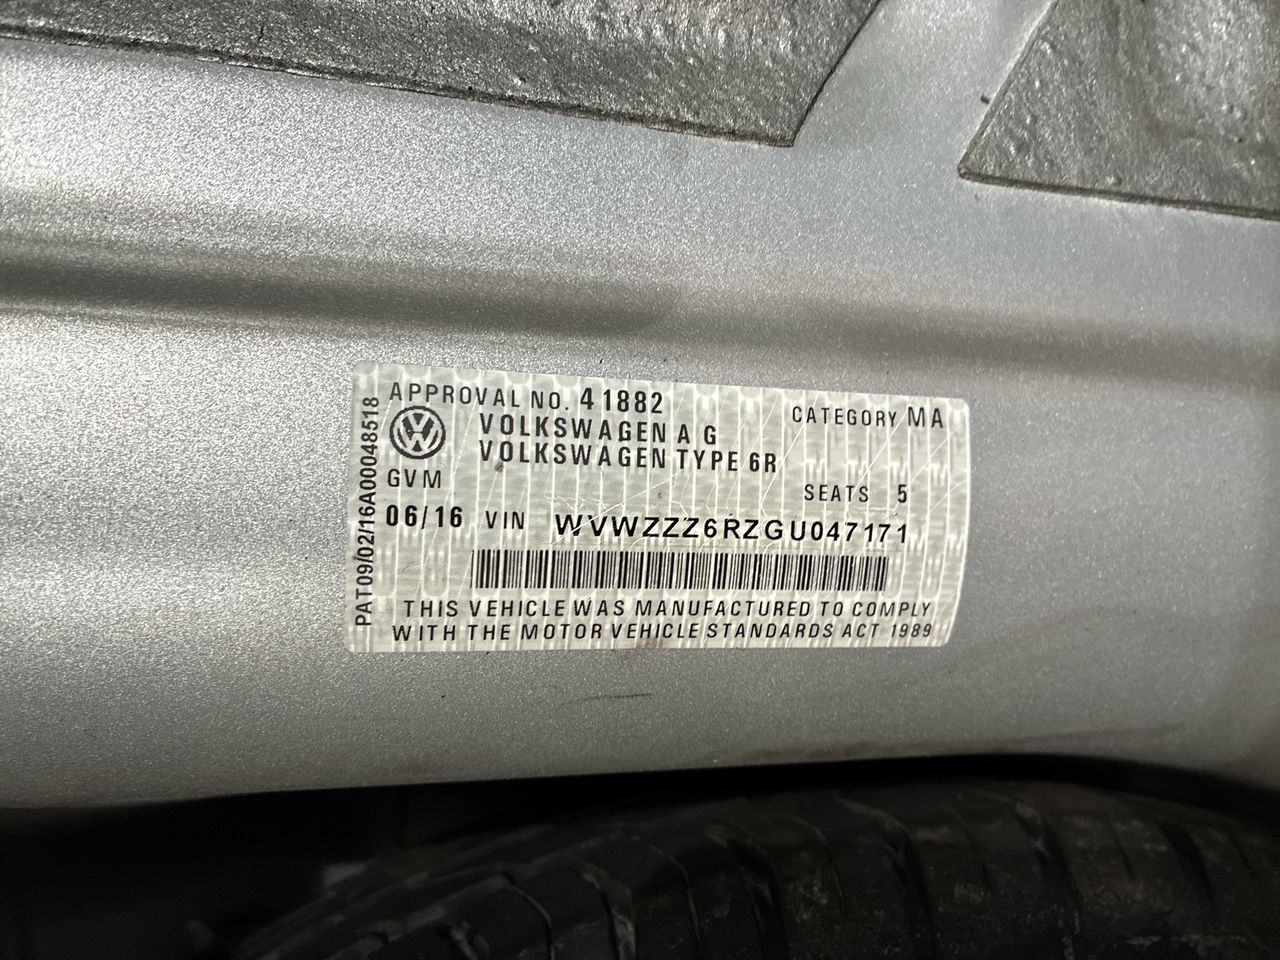 APPROVAL NO. 41882
CATEGORY MA
VOLKSWAGEN AG
VOLKSWAGEN TYPE 6R
GVM
SEATS 5
06/16 VIN WVWZZZ6RZGU047171
THIS VEHICLE WAS MANUFACTURED TO COMPLY
WITH THE MOTOR VEHICLE STANDARDS ACT 1989
PAT09/02/16A00048518